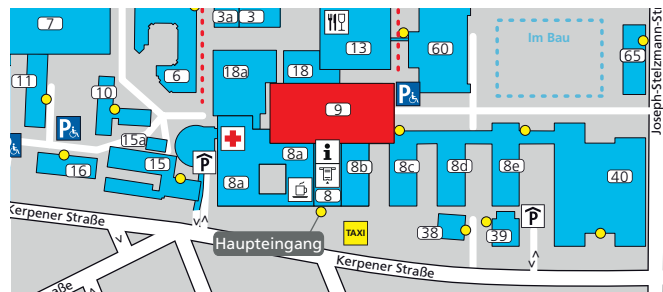 7
3a
3
13
60
Im Bau
65
Joseph-Stelzmann-St
6
18a
18
11
10
9
P
P
15a
8a
i
8b
8c
8d
8e
16
15
P
8a
8
40
Kerpener Straße
TAXI
38
39
P
Haupteingang
Kerpener Straße
aße